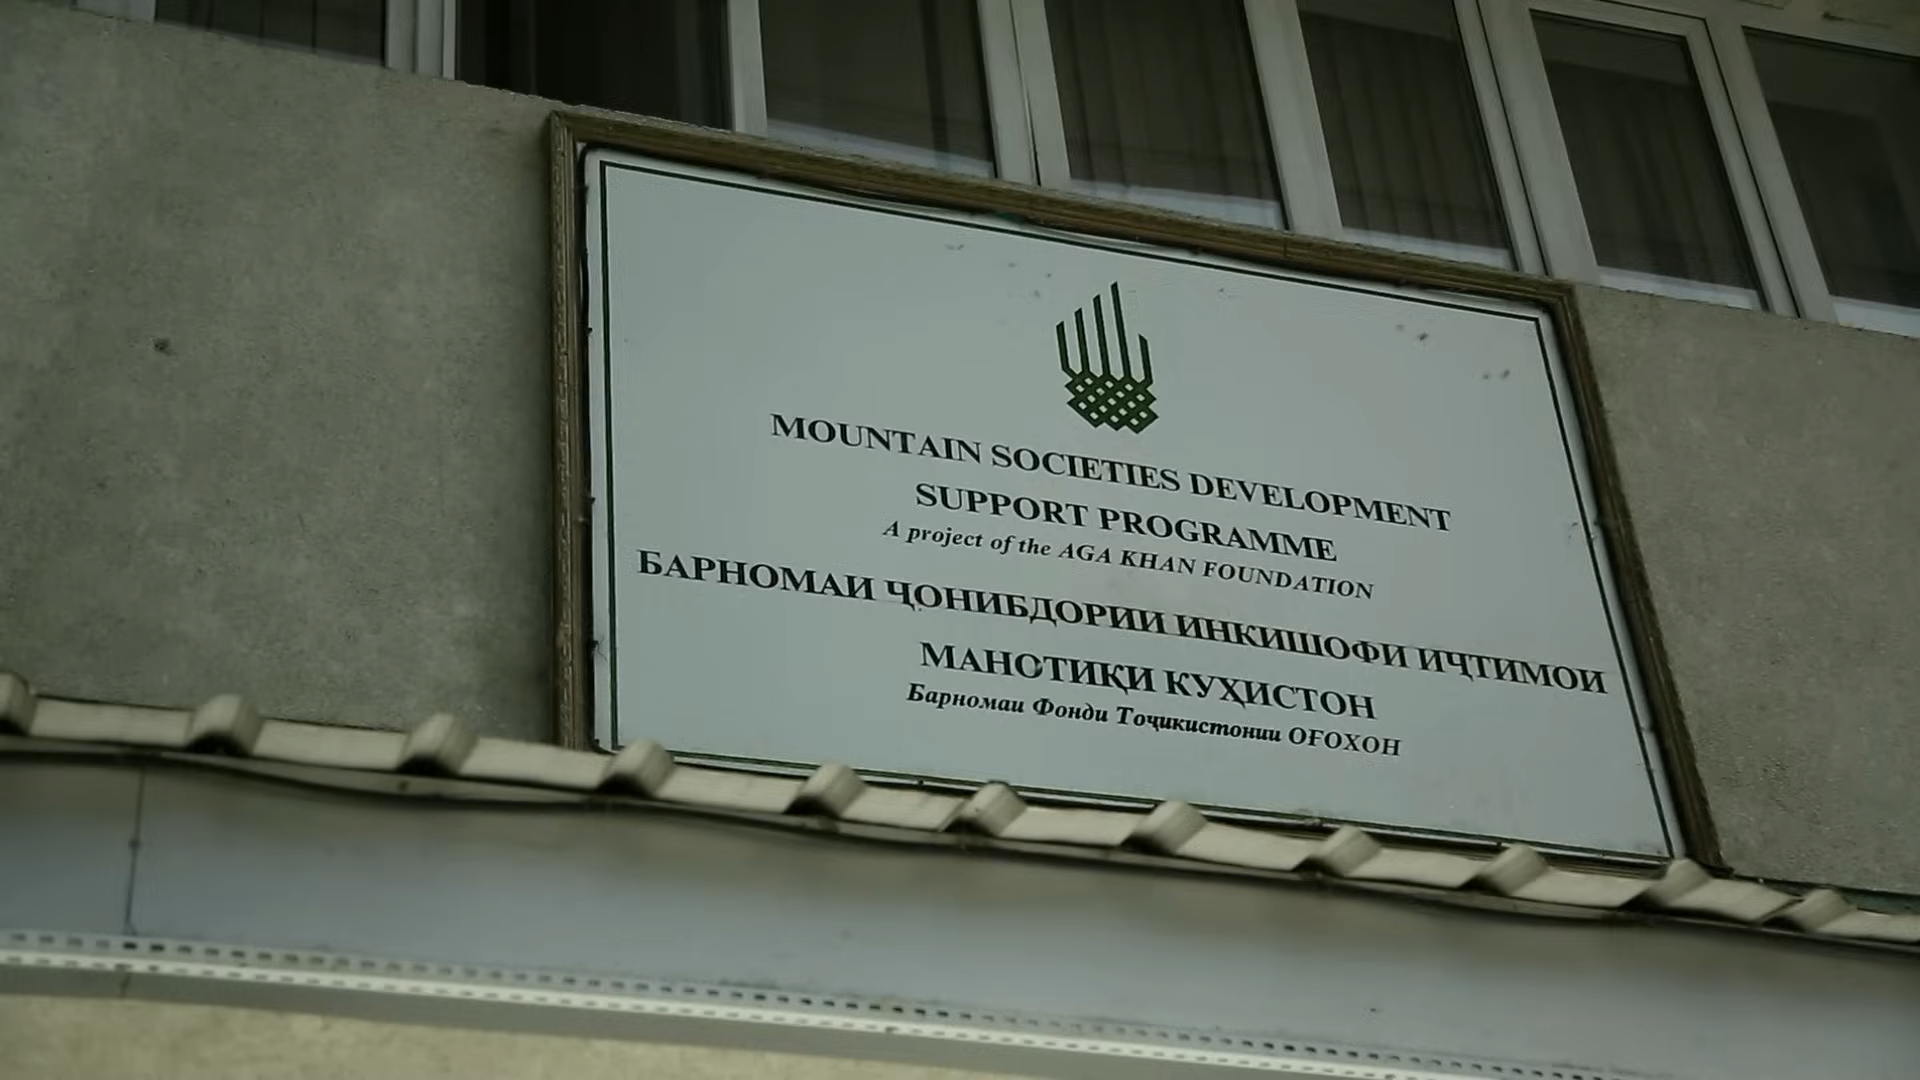 MOUNTAIN SOCIETIES DEVELOPMENT
SUPPORT PROGRAMME
A project of the AGA KHAN FOUNDATION
БАРНОМАИ ҶОНИБДОРИИ ИНКИШОФИ ИҶТИМОИ
МАНОТИҚИ КУҲИСТОН
Барномаи Фонди Тоҷикистонии ОҒОХОН